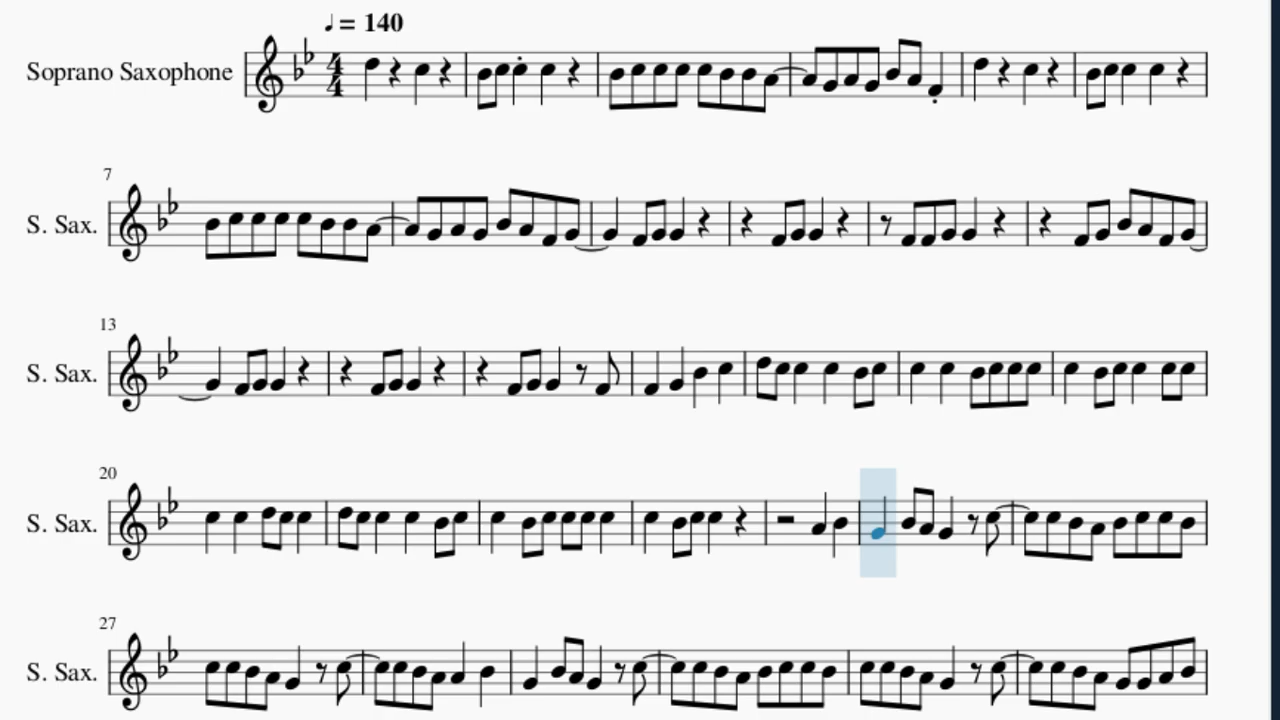 ♩ = 140
Soprano Saxophone
4
4
7
S. Sax.
13
S. Sax.
20
S. Sax.
27
S. Sax.